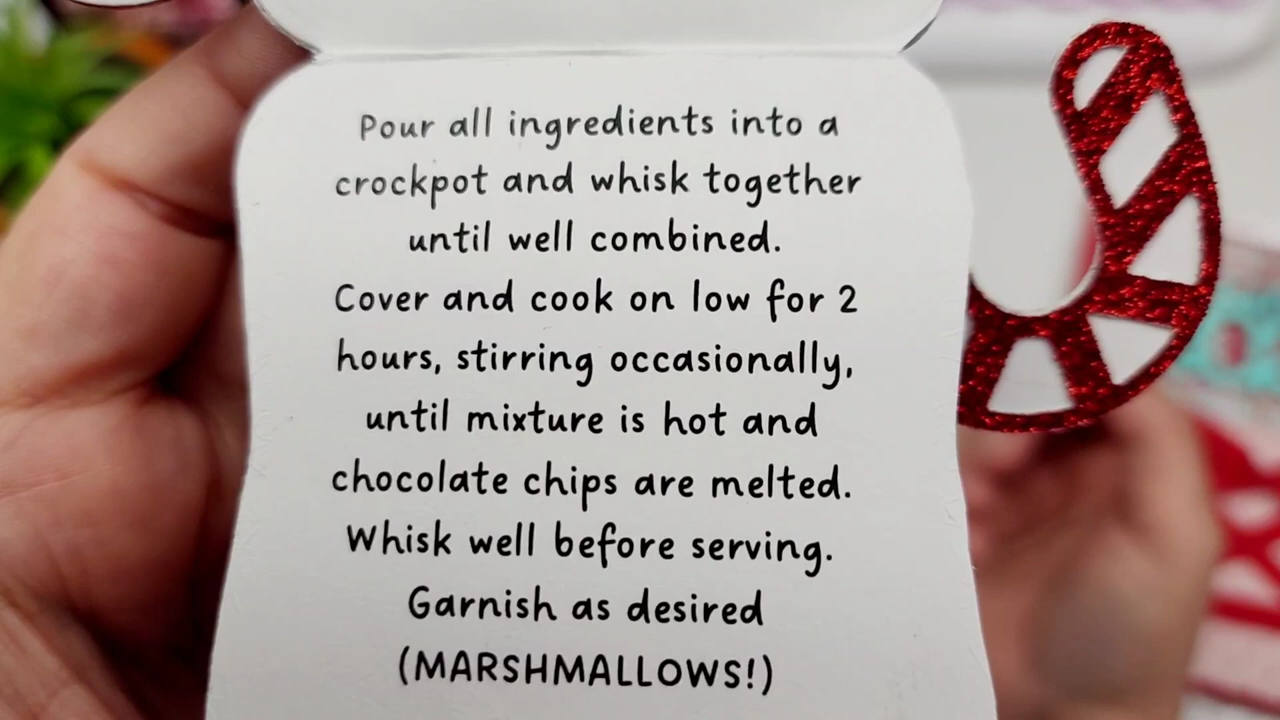 Pour all ingredients into a
crockpot and whisk together
until well combined.
Cover and cook on low for 2
hours, stirring occasionally,
until mixture is hot and
chocolate chips are melted.
Whisk well before serving.
Garnish as desired
(MARSHMALLOWS!)